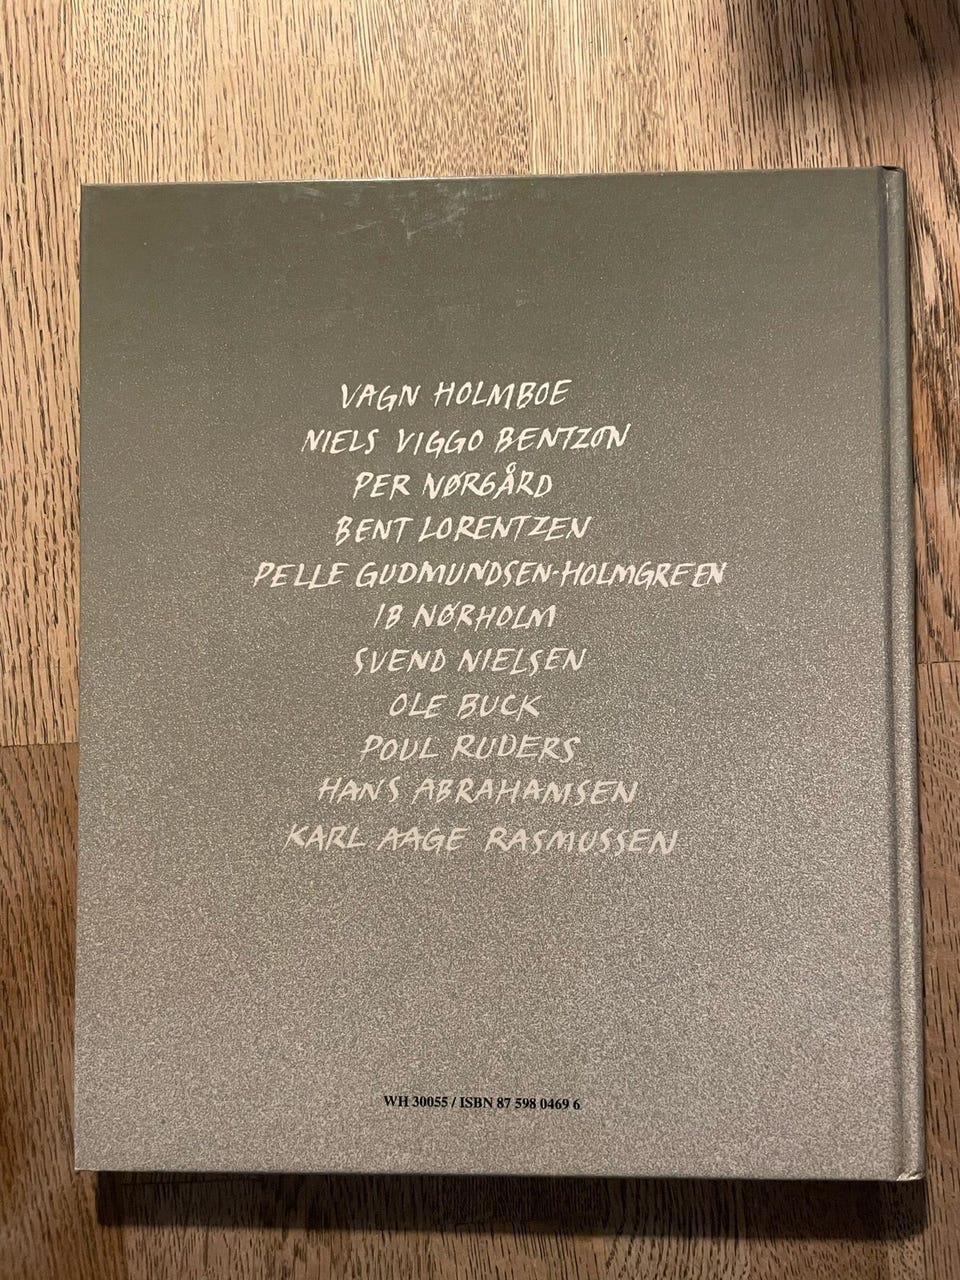 VAGN HOLMBOE
NIELS VIGGO BENTZON
PER NØRGÅRD
BENT LORENTZEN
PELLE GUDMUNDSEN-HOLMGREEN
IB NØRHOLM
SVEND NIELSEN
OLE BUCK
POUL RUDERS
HANS ABRAHAMSEN
KARL AAGE RASMUSSEN
WH 30055 / ISBN 87 598 0469 6